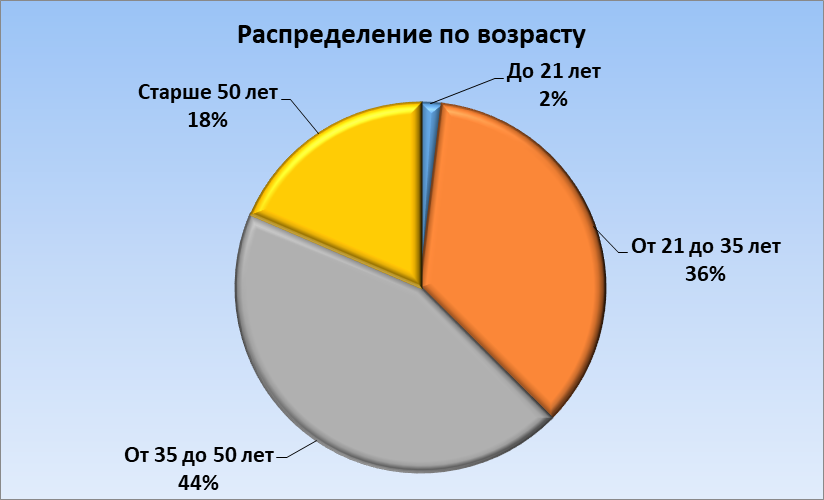 Распределение по возрасту
До 21 лет
2%
Старше 50 лет
18%
От 21 до 35 лет
36%
От 35 до 50 лет
44%